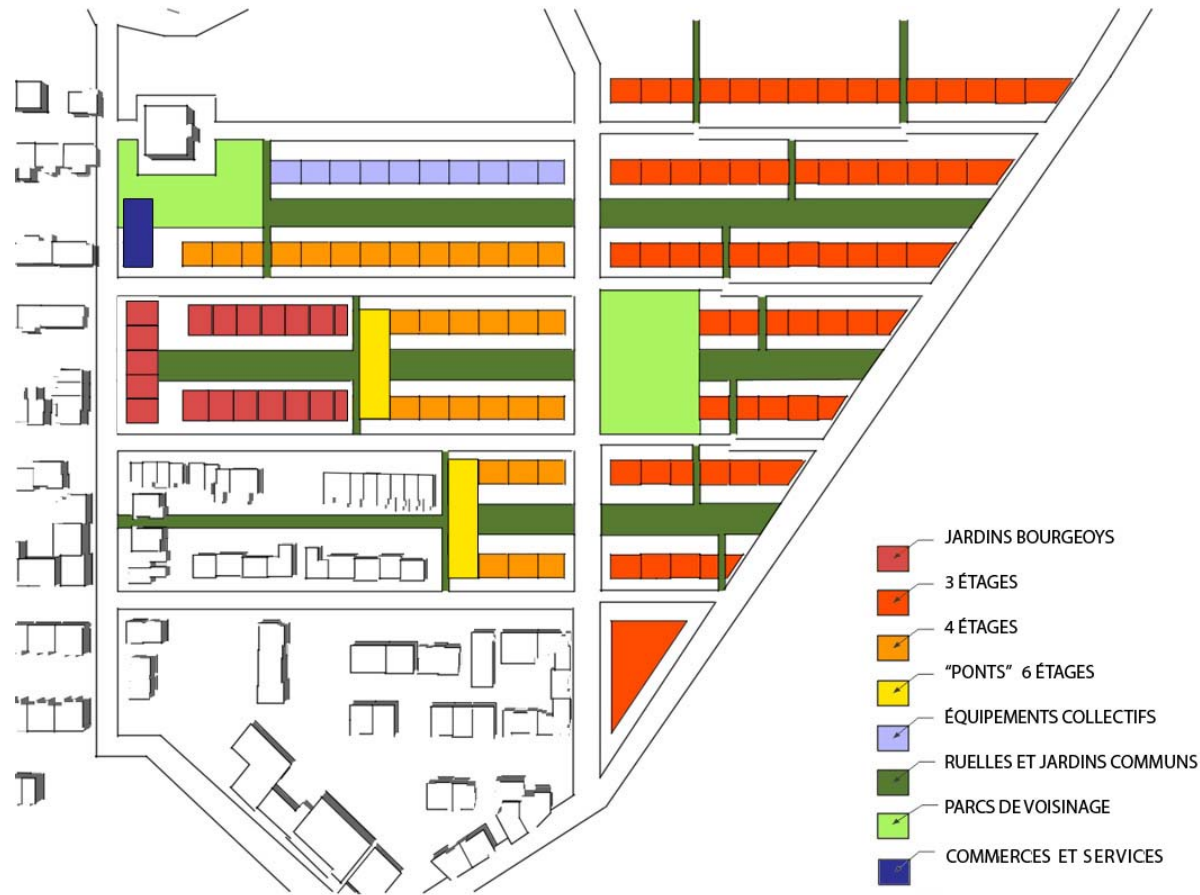 JARDINS BOURGEOYS
3 ÉTAGES
4 ÉTAGES
"PONTS" 6 ÉTAGES
ÉQUIPEMENTS COLLECTIFS
RUELLES ET JARDINS COMMUNS
PARCS DE VOISINAGE
COMMERCES ET SERVICES